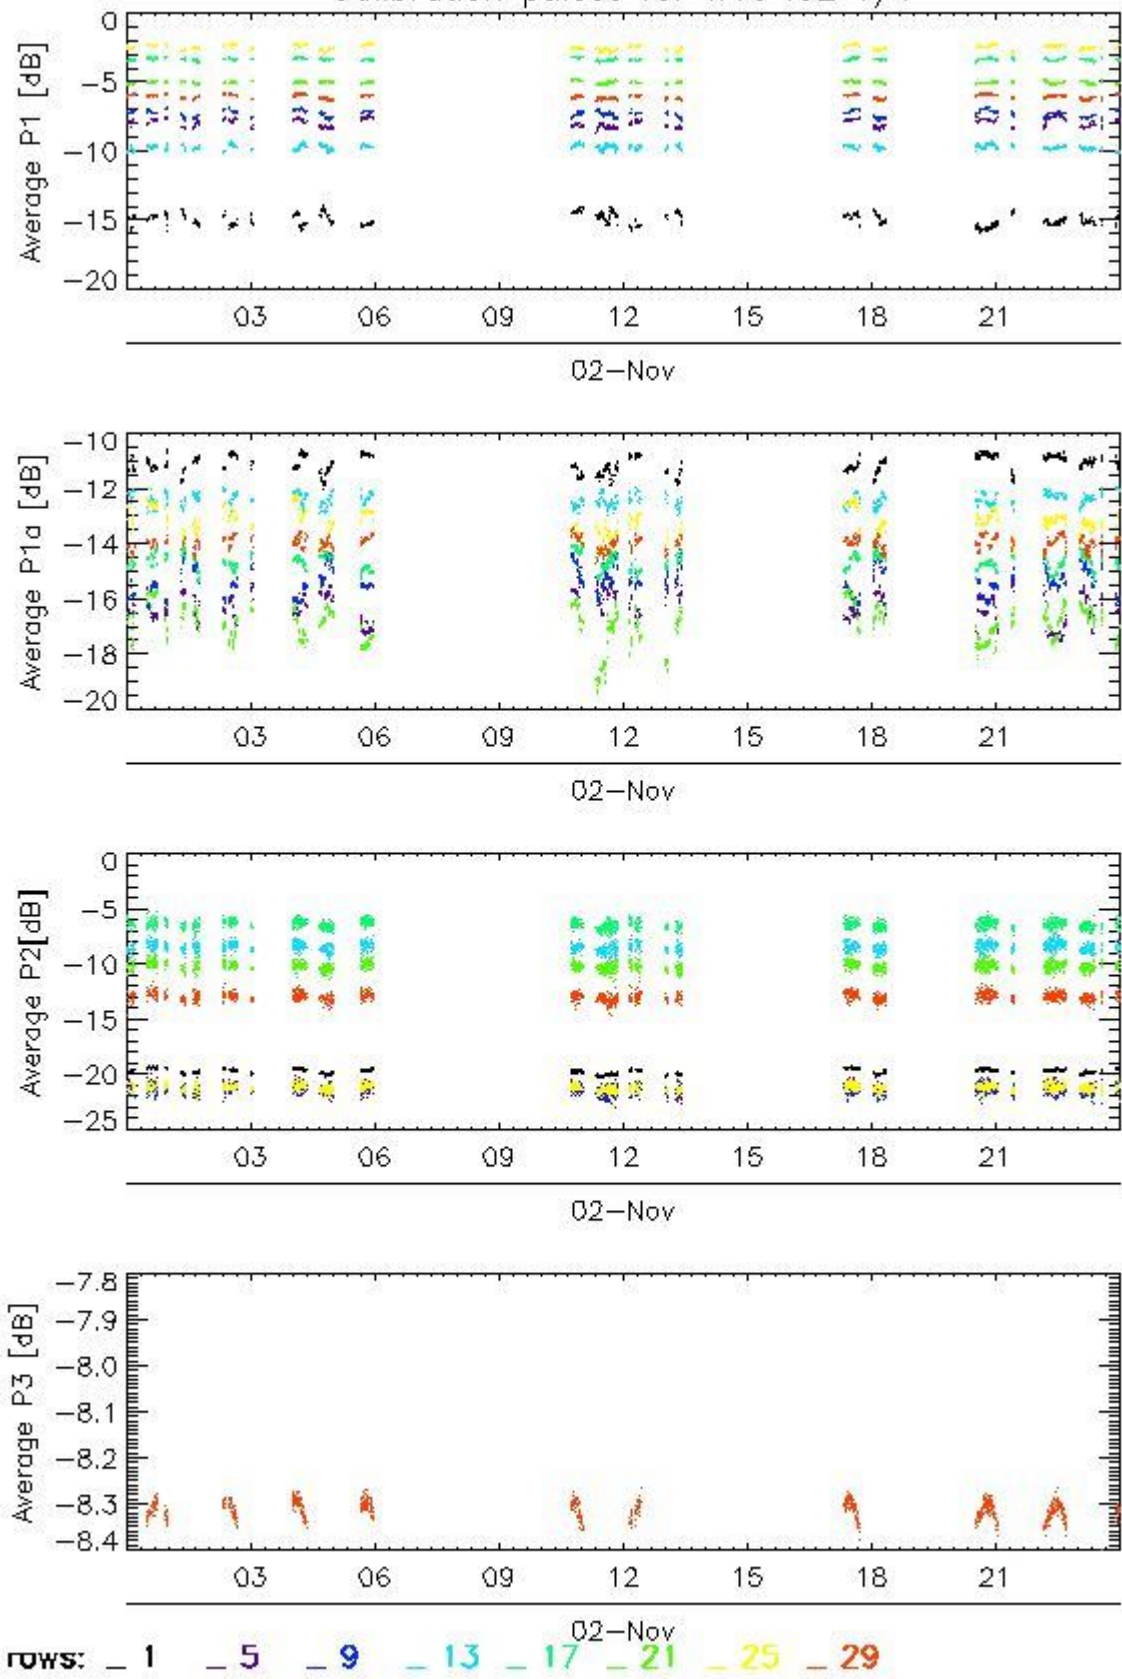 Average P1 [dB]
0
−5
−10
−15
−20
03 06 09 12 15 18 21
02−Nov
Average P1a [dB]
−10
−12
−14
−16
−18
−20
03 06 09 12 15 18 21
02−Nov
Average P2[dB]
0
−5
−10
−15
−20
−25
03 06 09 12 15 18 21
02−Nov
Average P3 [dB]
−7.8
−7.9
−8.0
−8.1
−8.2
−8.3
−8.4
03 06 09 12 15 18 21
02−Nov
rows: _ 1 _ 5 _ 9 _ 13 _ 17 _ 21 _ 25 _ 29